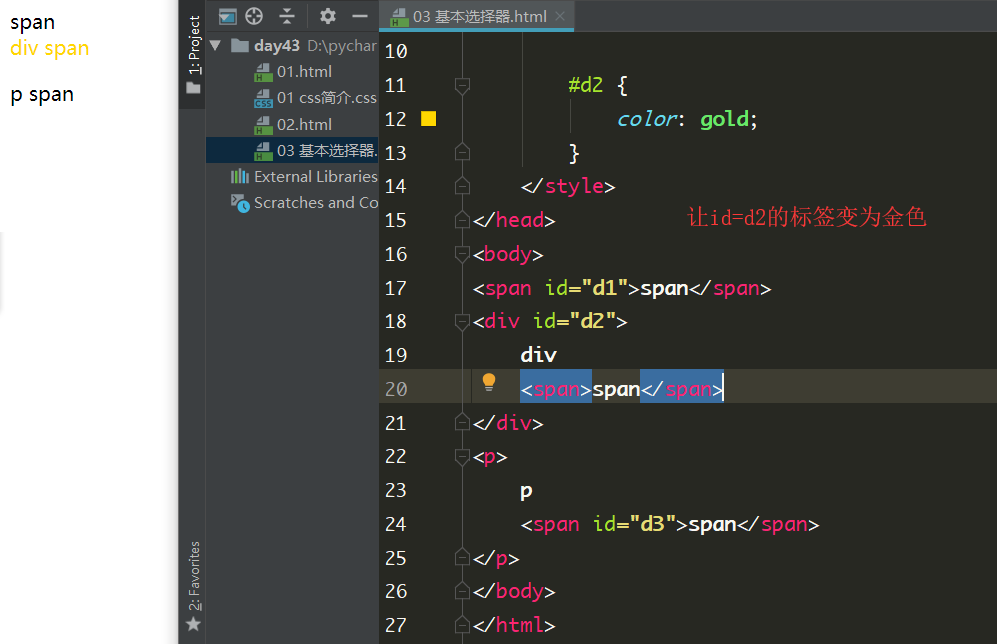 span
div span
p span
1: Project
2: Favorites
day43 D:\pychar
01.html
01 css简介.css
02.html
03 基本选择器.
External Libraries
Scratches and Co
03 基本选择器.html
10
11 #d2 {
12 color: gold;
13 }
14 </style>
15 </head>
让id=d2的标签变为金色
16 <body>
17 <span id="d1">span</span>
18 <div id="d2">
19 div
20 <span>span</span>
21 </div>
22 <p>
23 p
24 <span id="d3">span</span>
25 </p>
26 </body>
27 </html>